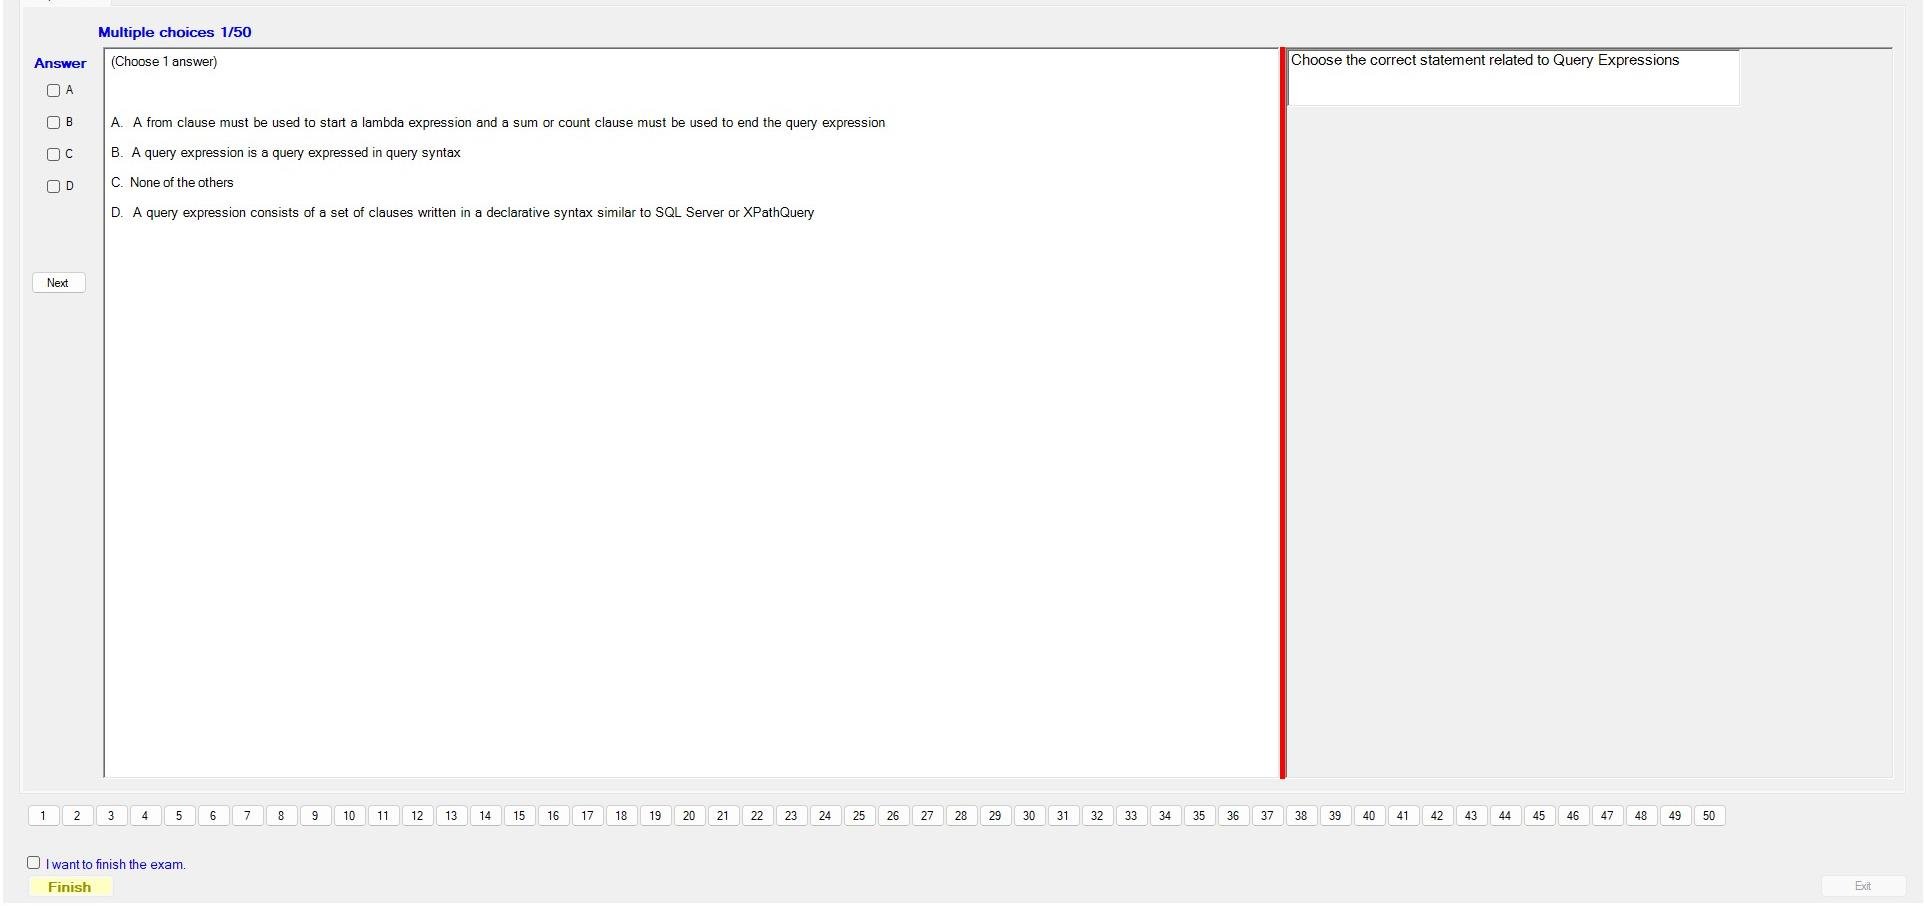 Multiple choices 1/50
Answer
(Choose 1 answer)
Choose the correct statement related to Query Expressions
A
B
C
D
A. A from clause must be used to start a lambda expression and a sum or count clause must be used to end the query expression
B. A query expression is a query expressed in query syntax
C. None of the others
D. A query expression consists of a set of clauses written in a declarative syntax similar to SQL Server or XPathQuery
Next
1 2 3 4 5 6 7 8 9 10 11 12 13 14 15 16 17 18 19 20 21 22 23 24 25 26 27 28 29 30 31 32 33 34 35 36 37 38 39 40 41 42 43 44 45 46 47 48 49 50
I want to finish the exam.
Finish
Exit